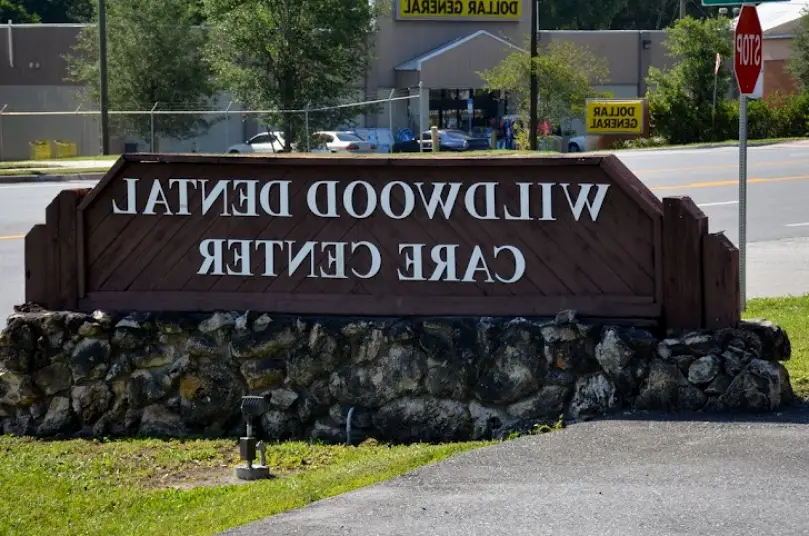 WILDWOOD DENTAL
CARE CENTER
DOLLAR GENERAL
DOLLAR
GENERAL
STOP